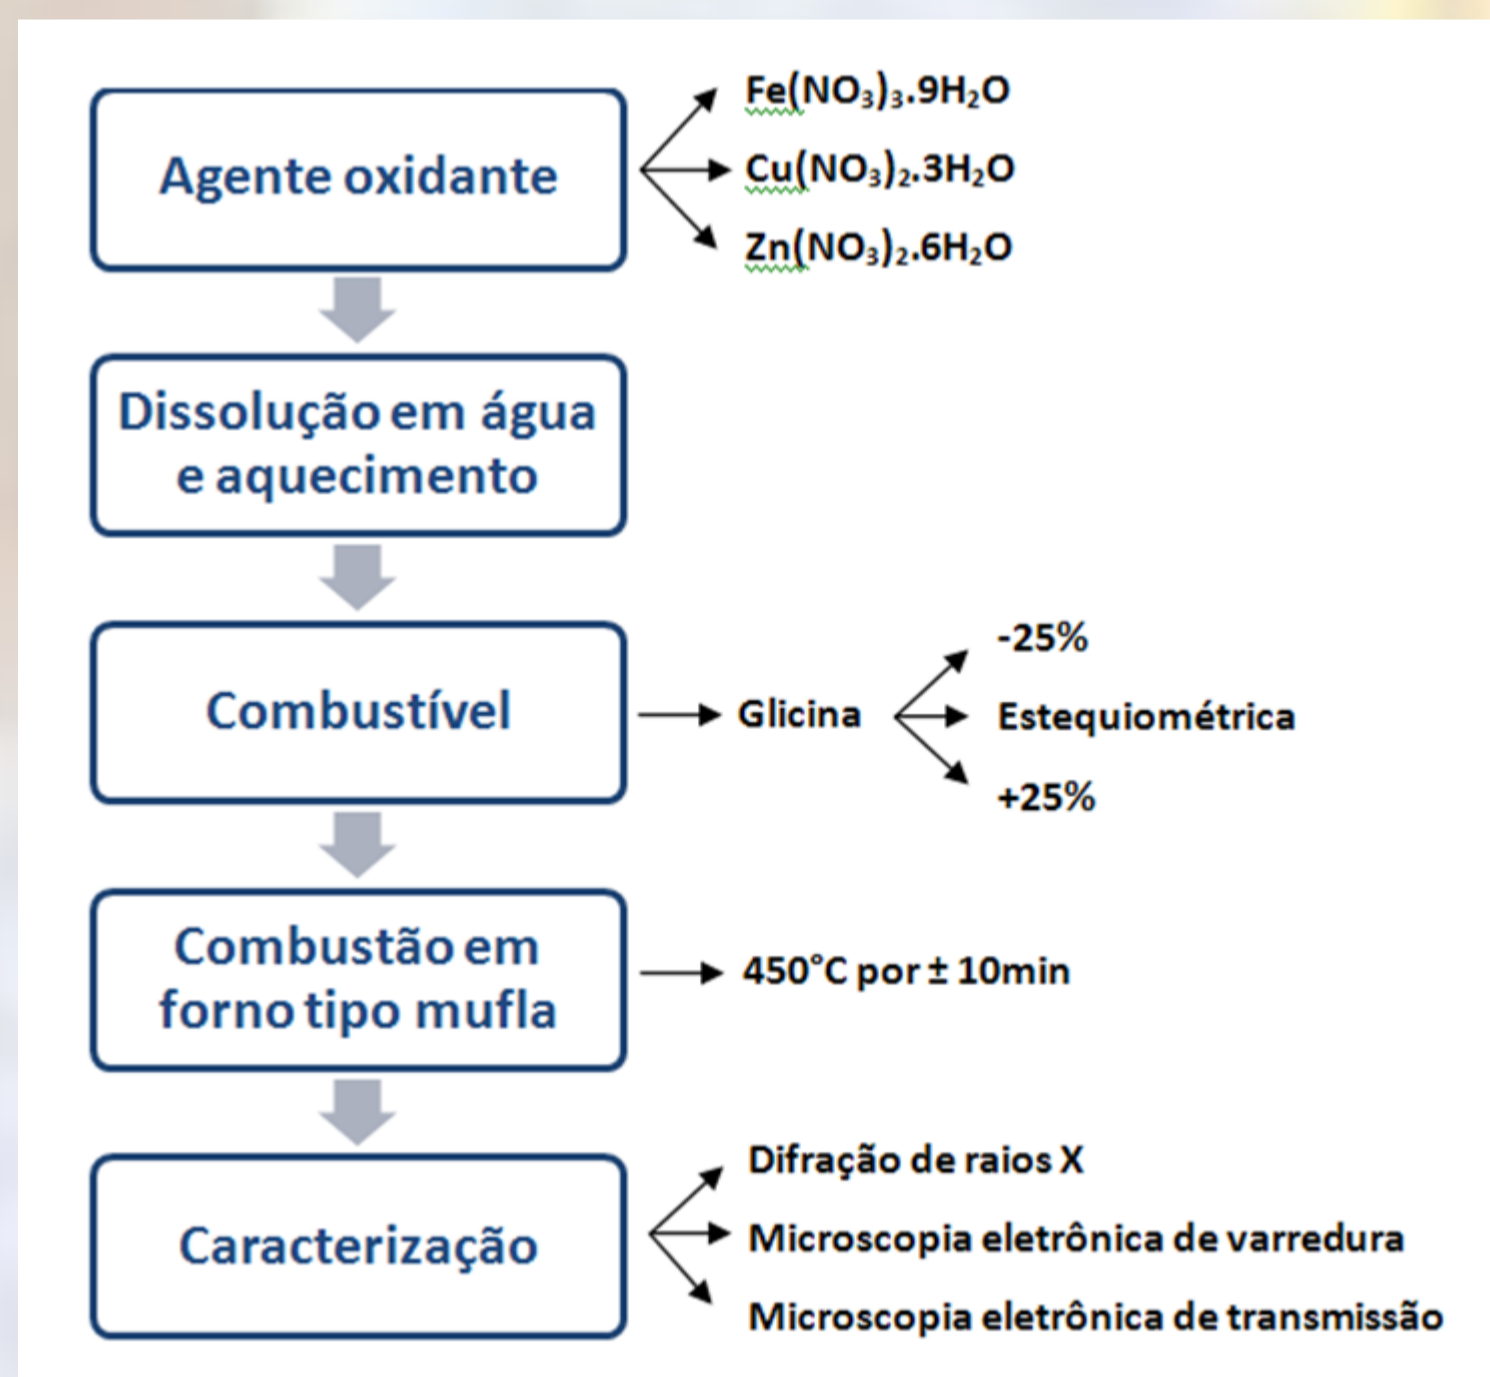 Agente oxidante
Fe(NO₃)₃.9H₂O
Cu(NO₃)₂.3H₂O
Zn(NO₃)₂.6H₂O
Dissolução em água
e aquecimento
Combustível
Glicina
-25%
Estequiométrica
+25%
Combustão em
forno tipo mufla
450°C por ± 10min
Caracterização
Difração de raios X
Microscopia eletrônica de varredura
Microscopia eletrônica de transmissão